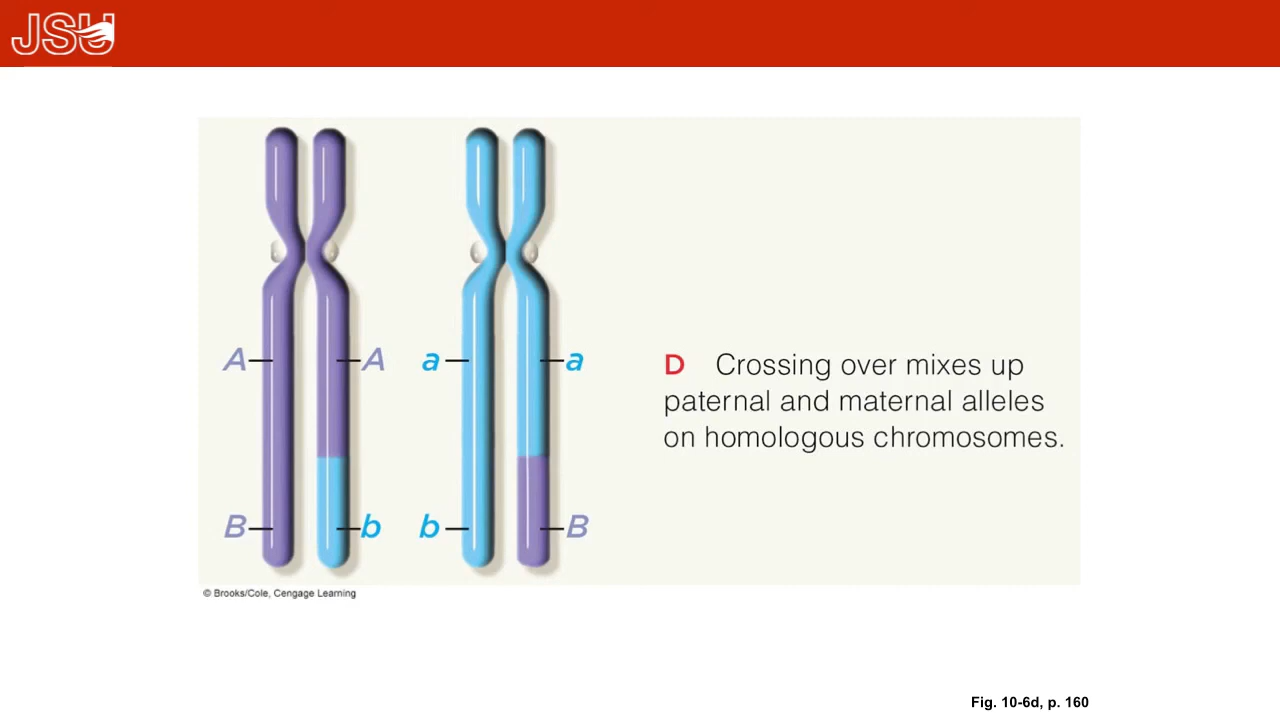 JSU
A A a a
D Crossing over mixes up
paternal and maternal alleles
on homologous chromosomes.
B b b B
© Brooks/Cole, Cengage Learning
Fig. 10-6d, p. 160